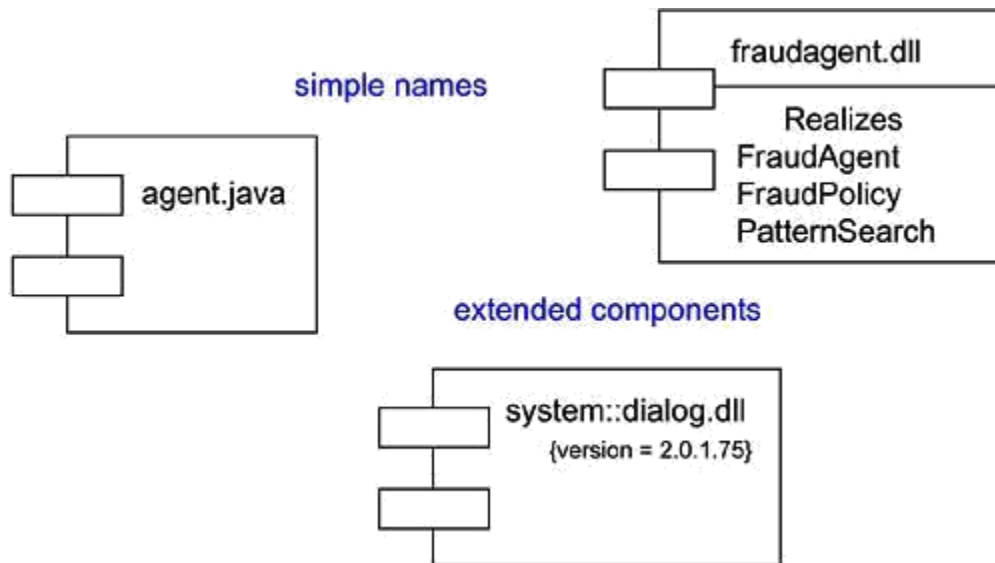 simple names
fraudagent.dll
Realizes
FraudAgent
FraudPolicy
PatternSearch
agent.java
extended components
system::dialog.dll
{version = 2.0.1.75}